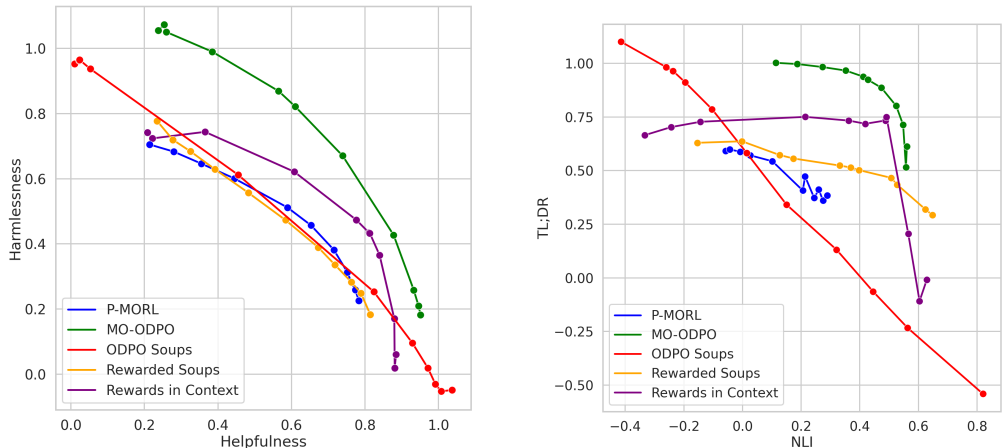 1.0
0.8
0.6
0.4
0.2
0.0
Harmlessness
P-MORL
MO-ODPO
ODPO Soups
Rewarded Soups
Rewards in Context
0.0 0.2 0.4 0.6 0.8 1.0
Helpfulness
1.00
0.75
0.50
0.25
0.00
−0.25
−0.50
TL;DR
P-MORL
MO-ODPO
ODPO Soups
Rewarded Soups
Rewards in Context
−0.4 −0.2 0.0 0.2 0.4 0.6 0.8
NLI